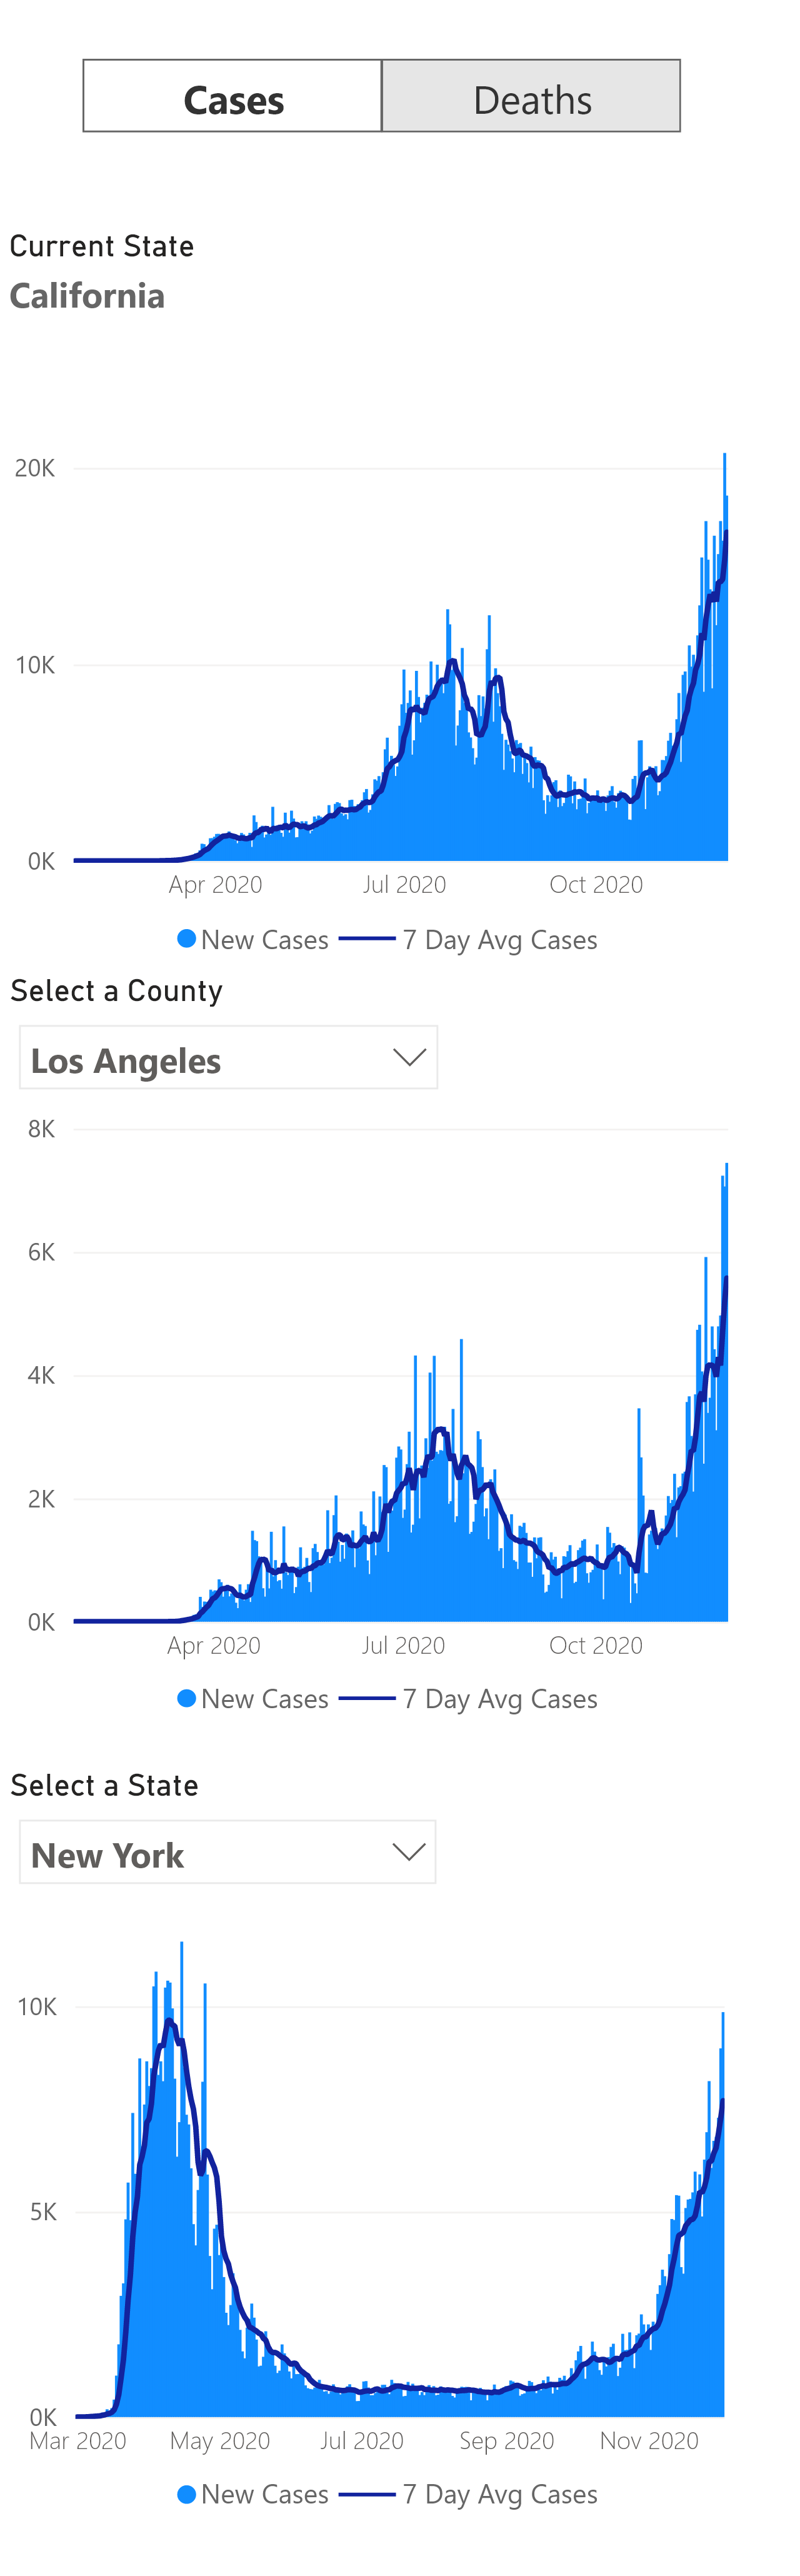 Cases Deaths
Current State
California
20K
10K
0K
Apr 2020 Jul 2020 Oct 2020
New Cases 7 Day Avg Cases
Select a County
Los Angeles
8K
6K
4K
2K
0K
Apr 2020 Jul 2020 Oct 2020
New Cases 7 Day Avg Cases
Select a State
New York
10K
5K
0K
Mar 2020 May 2020 Jul 2020 Sep 2020 Nov 2020
New Cases 7 Day Avg Cases